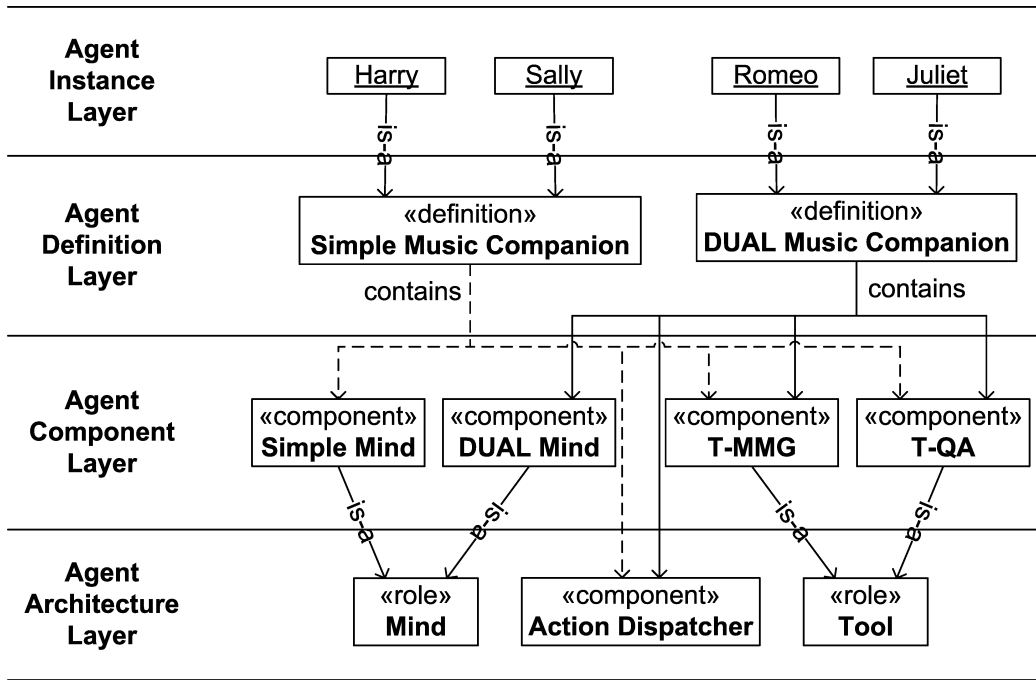 Agent
Instance
Layer
Harry
Sally
Romeo
Juliet
is-a
is-a
is-a
is-a
Agent
Definition
Layer
«definition»
Simple Music Companion
«definition»
DUAL Music Companion
contains
contains
Agent
Component
Layer
«component»
Simple Mind
«component»
DUAL Mind
«component»
T-MMG
«component»
T-QA
is-a
is-a
is-a
is-a
Agent
Architecture
Layer
«role»
Mind
«component»
Action Dispatcher
«role»
Tool